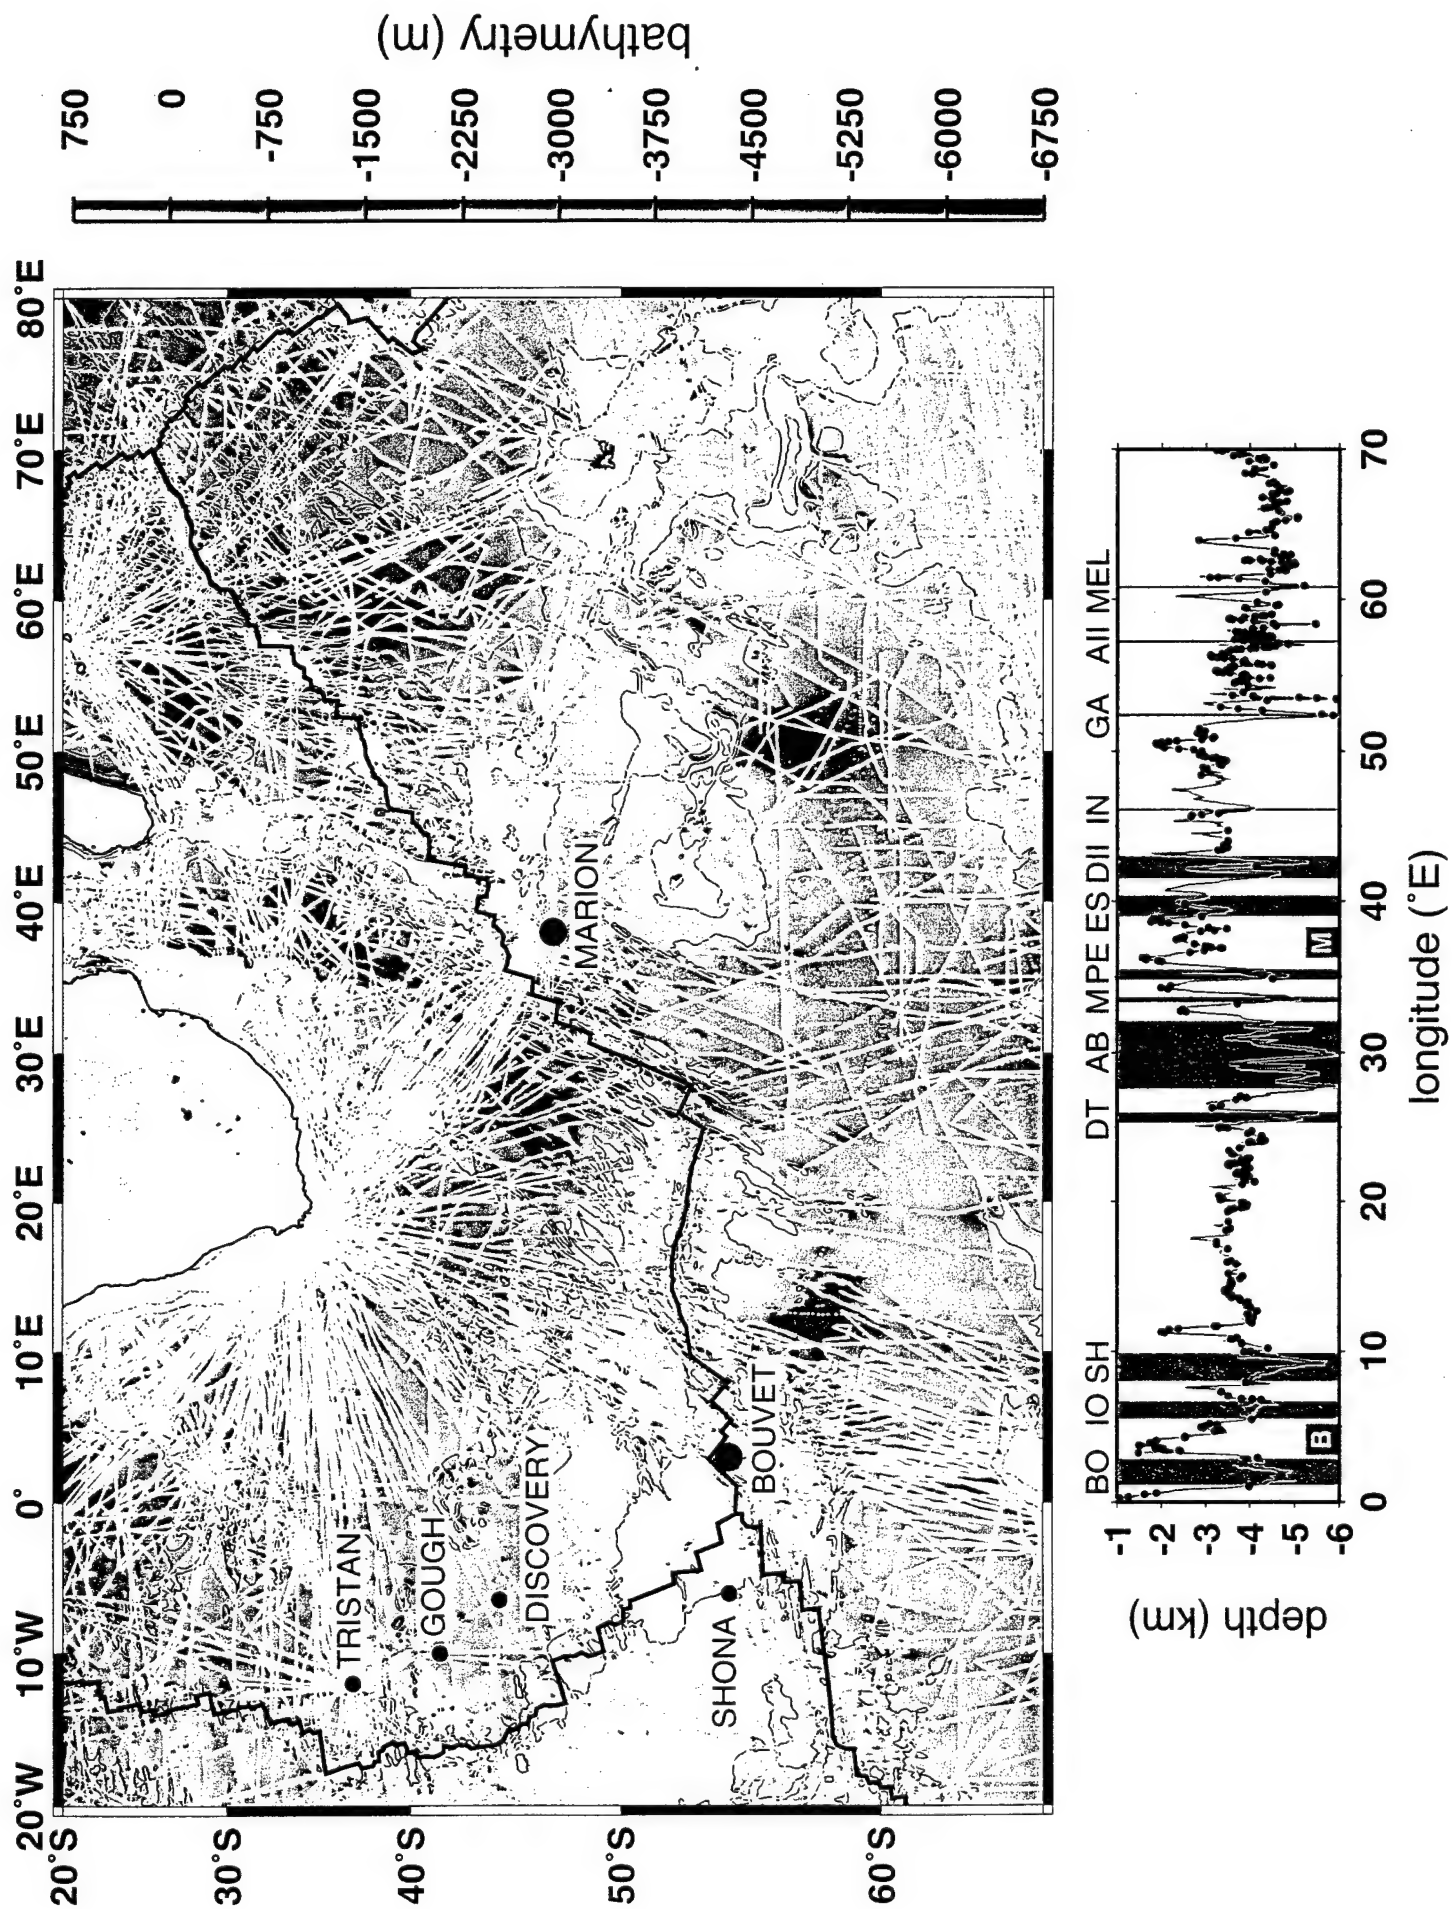 20°W 10°W 0° 10°E 20°E 30°E 40°E 50°E 60°E 70°E 80°E
20°S
30°S
40°S
50°S
60°S
TRISTAN
GOUGH
DISCOVERY
SHONA
BOUVET
MARION
750
0
-750
-1500
-2250
-3000
-3750
-4500
-5250
-6000
-6750
bathymetry (m)
BO IO SH DT AB MPE ES DII IN GA AII MEL
-1
-2
-3
-4
-5
-6
depth (km)
B M
0 10 20 30 40 50 60 70
longitude (°E)